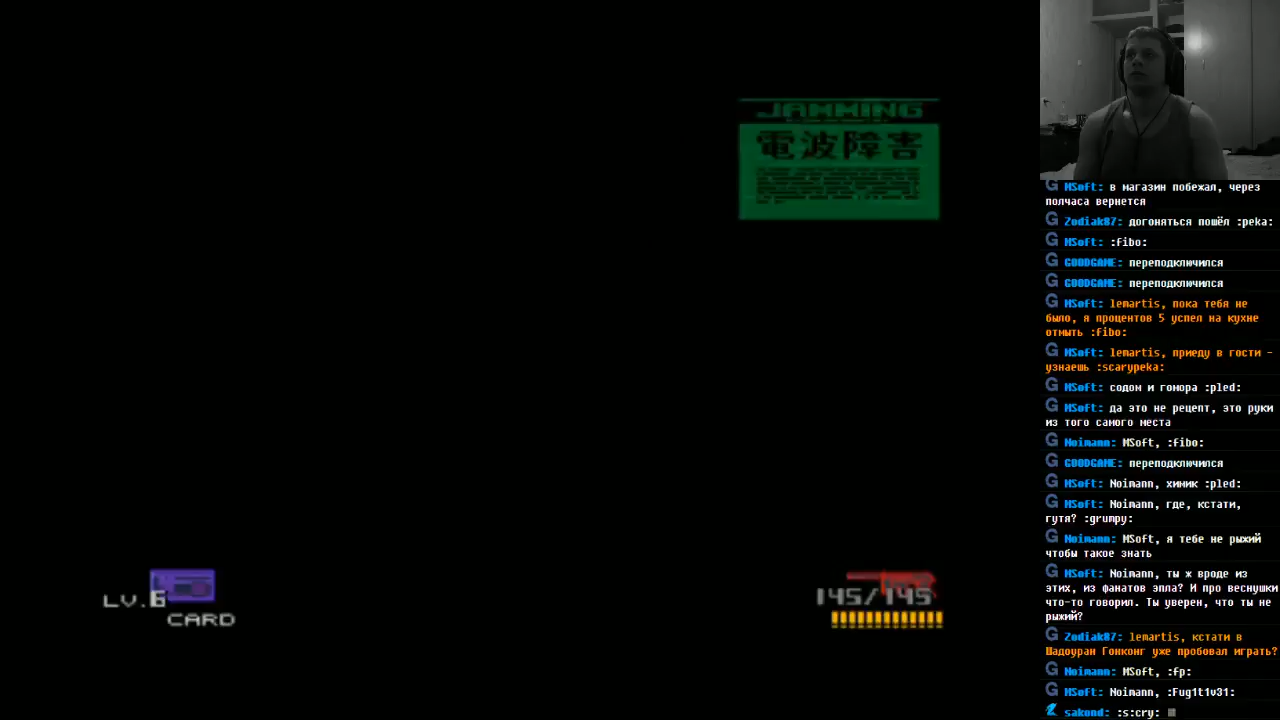 JAMMING
電波障害
LV.6
CARD
145/145
MSoft: в магазин побежал, через
полчаса вернется
Zodiak87: догоняться пошёл :peka:
MSoft: :fibo:
GOODGAME: переподключился
GOODGAME: переподключился
MSoft: lemartis, пока тебя не
было, я процентов 5 успел на кухне
отмыть :fibo:
MSoft: lemartis, приеду в гости -
узнаешь :scarypeka:
MSoft: содом и гомора :pled:
MSoft: да это не рецепт, это руки
из того самого места
Noimann: MSoft, :fibo:
GOODGAME: переподключился
MSoft: Noimann, химик :pled:
MSoft: Noimann, где, кстати,
гутя? :grumpy:
Noimann: MSoft, я тебе не рыжий
чтобы такое знать
MSoft: Noimann, ты ж вроде из
этих, из фанатов эпла? И про веснушки
что-то говорил. Ты уверен, что ты не
рыжий?
Zodiak87: lemartis, кстати в
Шадоуран Гонконг уже пробовал играть?
Noimann: MSoft, :fp:
MSoft: Noimann, :Fug1t1v31:
sakond: :s:cry: